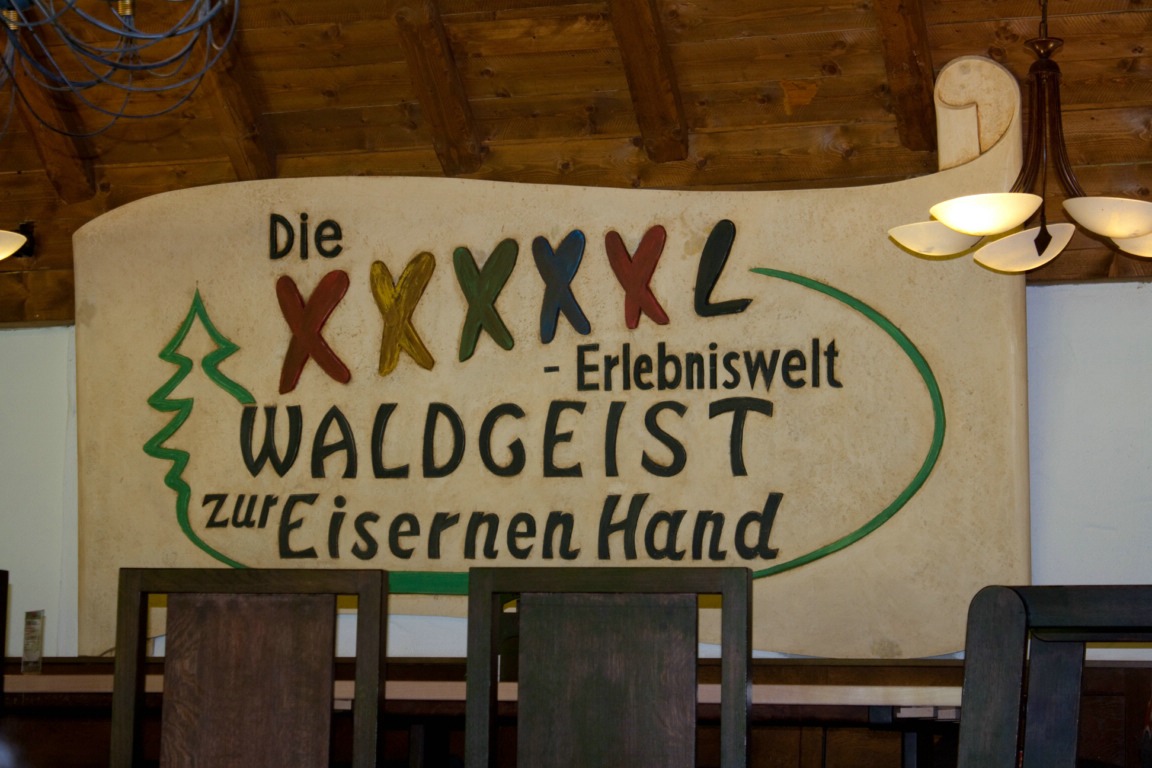 Die
XXXXXL
- Erlebniswelt
WALDGEIST
zur Eisernen Hand